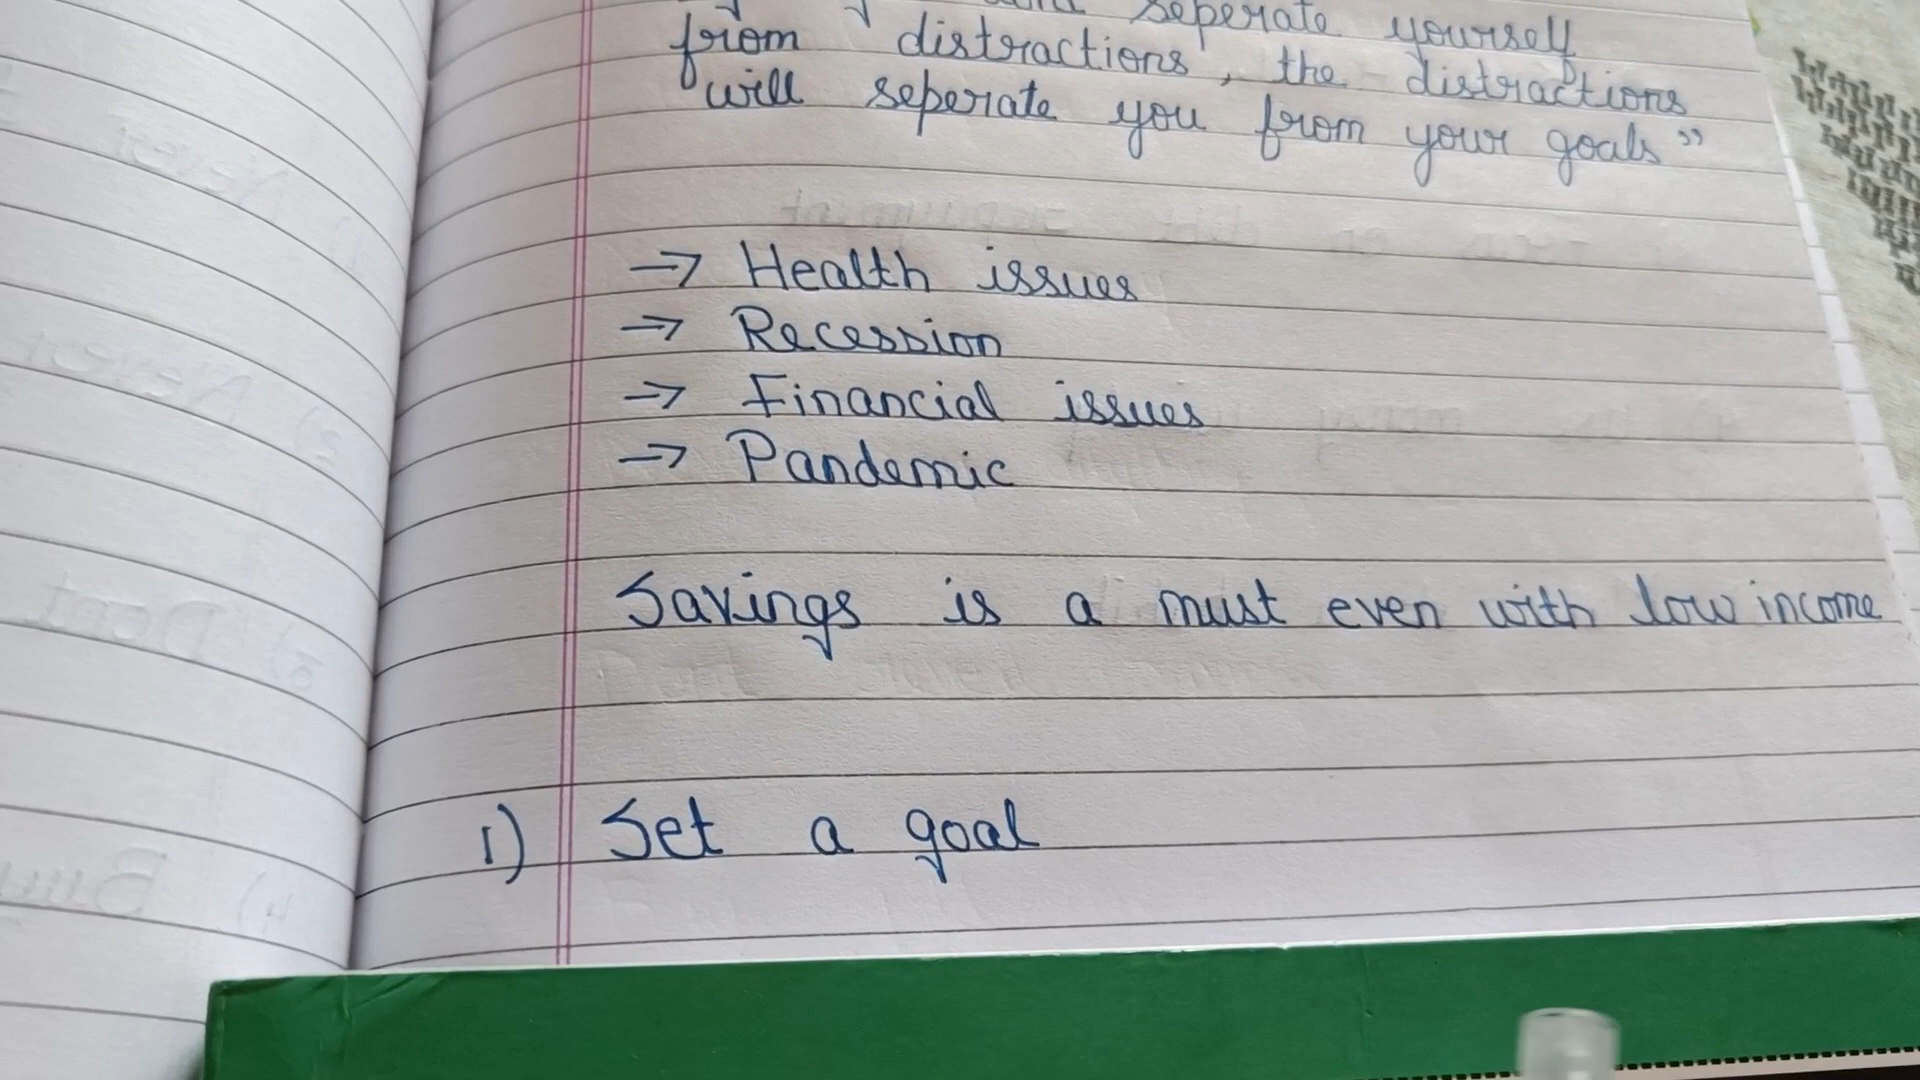 seperate yourself
from distractions, the distractions
will seperate you from your goals”
→ Health issues
→ Recession
→ Financial issues
→ Pandemic
Savings is a must even with low income
1) Set a goal